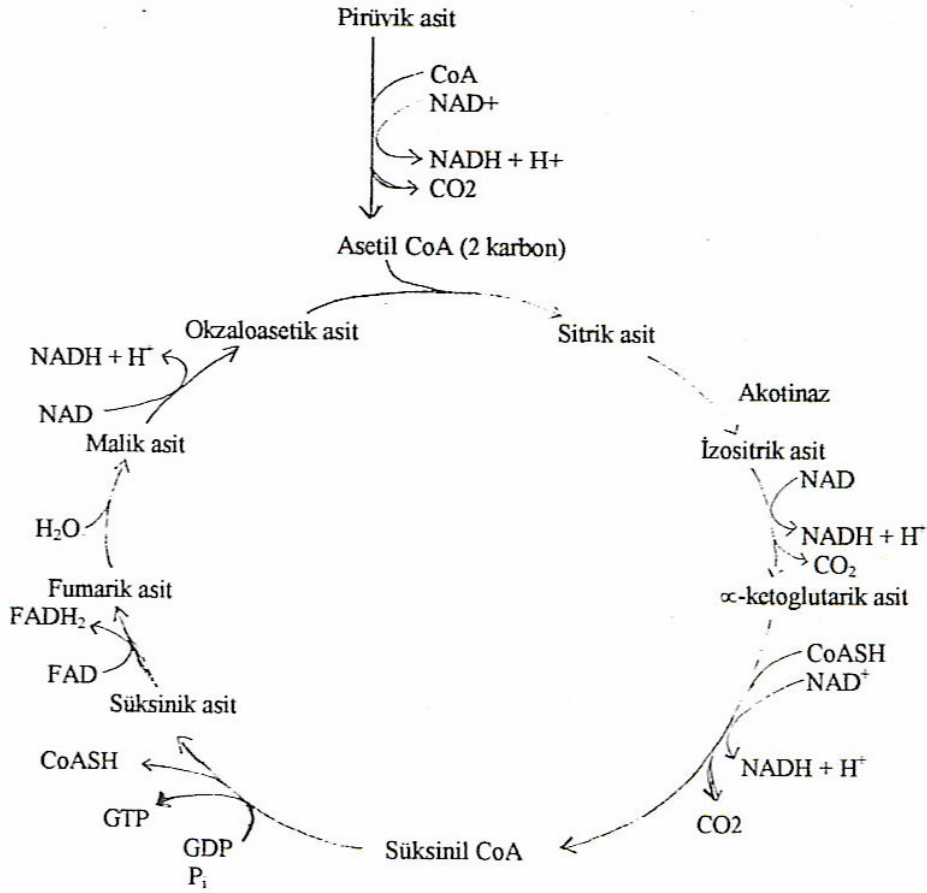 Pirüvik asit
CoA
NAD+
NADH + H+
CO2
Asetil CoA (2 karbon)
Okzaloasetik asit
Sitrik asit
NADH + H⁺
NAD
Malik asit
Akotinaz
İzositrik asit
NAD
NADH + H⁺
CO₂
H₂O
Fumarik asit
∝-ketoglutarik asit
FADH₂
FAD
Süksinik asit
CoASH
NAD⁺
NADH + H⁺
CO2
CoASH
GTP
GDP
Pᵢ
Süksinil CoA